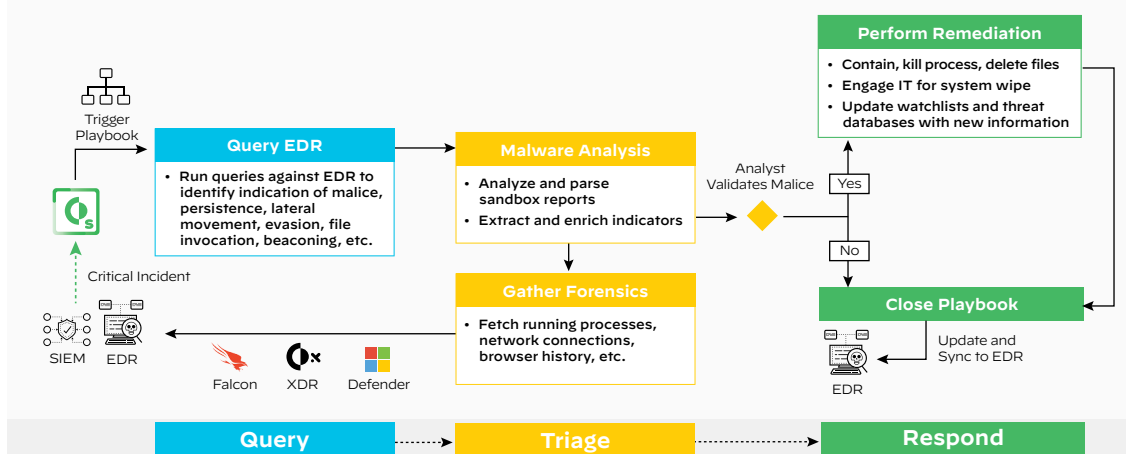 Trigger
Playbook
S
Critical Incident
SIEM
EDR
Query EDR
• Run queries against EDR to
identify indication of malice,
persistence, lateral
movement, evasion, file
invocation, beaconing, etc.
Malware Analysis
• Analyze and parse
sandbox reports
• Extract and enrich indicators
Gather Forensics
• Fetch running processes,
network connections,
browser history, etc.
Falcon
X
XDR
Defender
Analyst
Validates Malice
Yes
No
Perform Remediation
• Contain, kill process, delete files
• Engage IT for system wipe
• Update watchlists and threat
databases with new information
Close Playbook
Update and
Sync to EDR
EDR
Query
Triage
Respond